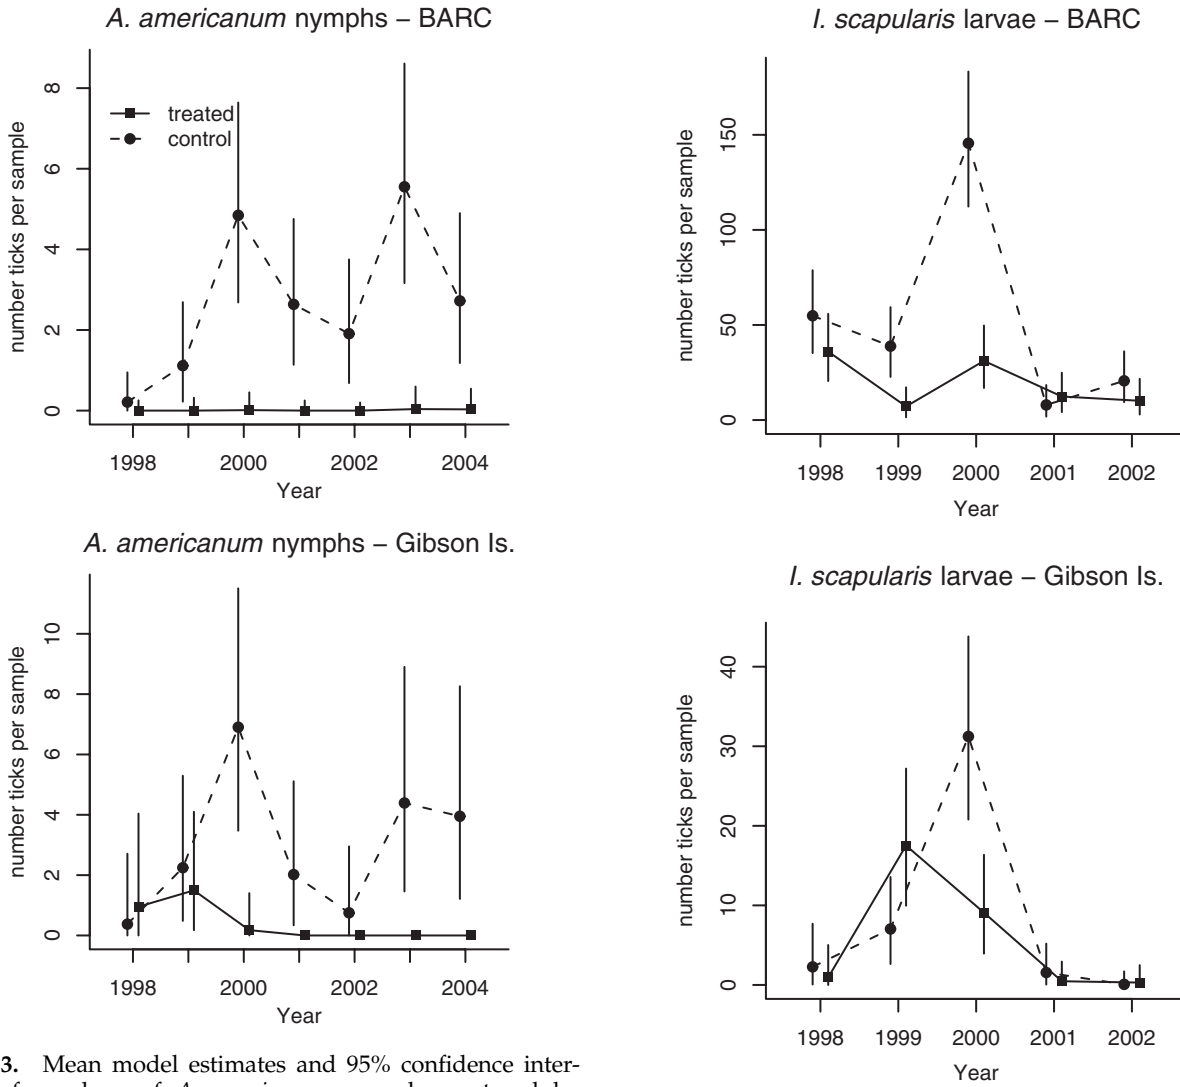 A. americanum nymphs – BARC
number ticks per sample
8
6
4
2
0
treated
control
1998 2000 2002 2004
Year
I. scapularis larvae – BARC
number ticks per sample
150
100
50
0
1998 1999 2000 2001 2002
Year
A. americanum nymphs – Gibson Is.
number ticks per sample
10
8
6
4
2
0
1998 2000 2002 2004
Year
I. scapularis larvae – Gibson Is.
number ticks per sample
40
30
20
10
0
1998 1999 2000 2001 2002
Year
3. Mean model estimates and 95% confidence inter-